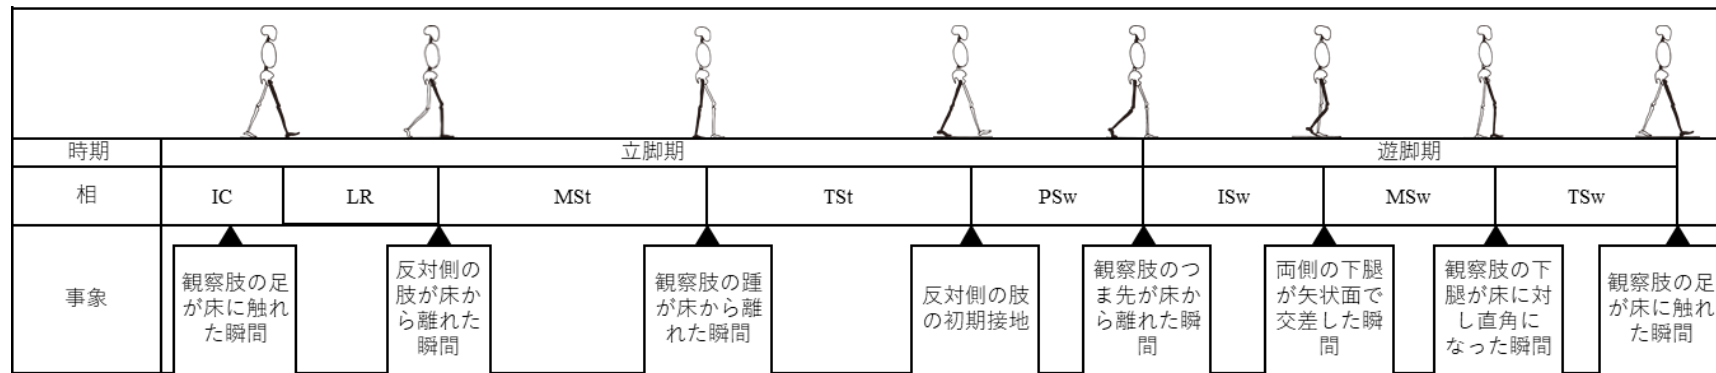 時期
立脚期
遊脚期
相
IC
LR
MSt
TSt
PSw
ISw
MSw
TSw
事象
観察肢の足
が床に触れ
た瞬間
反対側の
肢が床か
ら離れた
瞬間
観察肢の踵
が床から離
れた瞬間
反対側の肢
の初期接地
観察肢のつ
ま先が床か
ら離れた瞬
間
両側の下腿
が矢状面で
交差した瞬
間
観察肢の下
腿が床に対
し直角に
なった瞬間
観察肢の足
が床に触れ
た瞬間